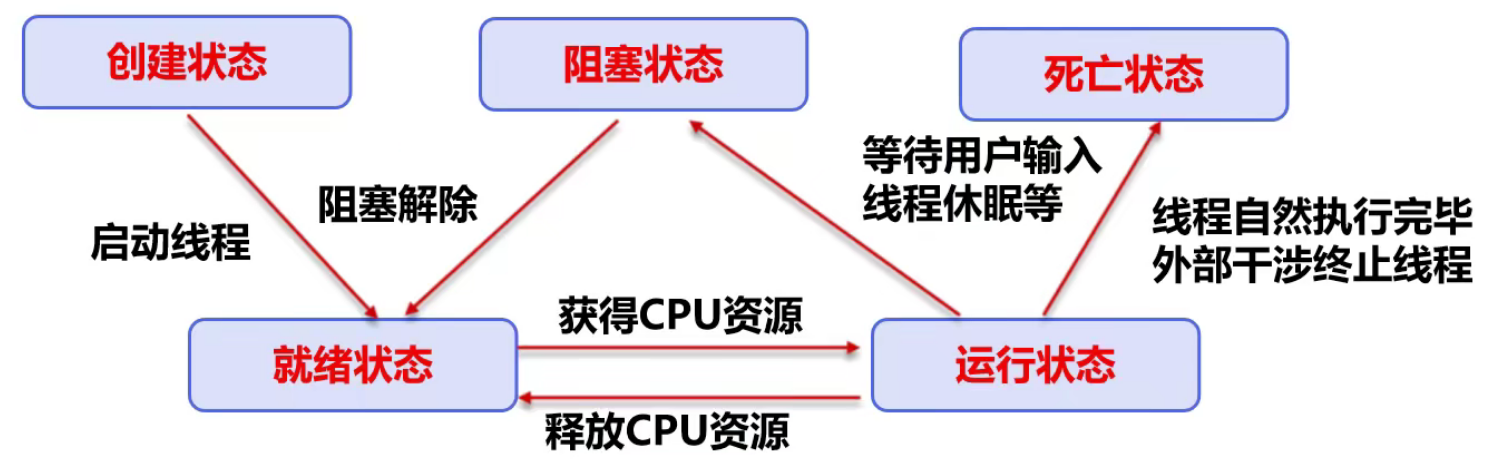 创建状态
阻塞状态
死亡状态
等待用户输入
线程休眠等
阻塞解除
启动线程
线程自然执行完毕
外部干涉终止线程
获得CPU资源
就绪状态
运行状态
释放CPU资源